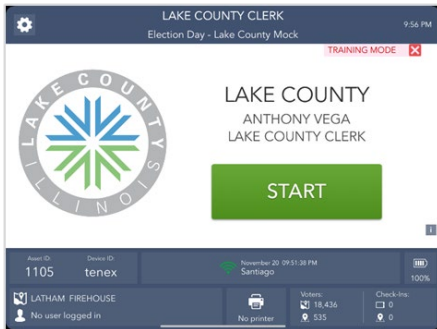 LAKE COUNTY CLERK
9:56 PM
Election Day - Lake County Mock
TRAINING MODE
LAKE COUNTY
ILLINOIS
LAKE COUNTY
ANTHONY VEGA
LAKE COUNTY CLERK
START
Asset ID:
1105
Device ID:
tenex
November 20 09:51:38 PM
Santiago
100%
LATHAM FIREHOUSE
No user logged in
No printer
Voters:
18,436
535
Check-Ins:
0
0